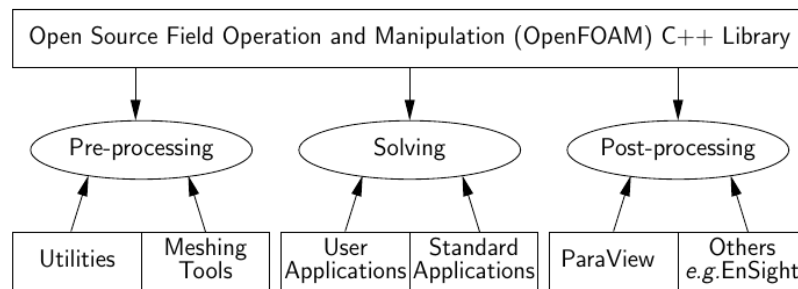 Open Source Field Operation and Manipulation (OpenFOAM) C++ Library
Pre-processing
Solving
Post-processing
Utilities
Meshing
Tools
User
Applications
Standard
Applications
ParaView
Others
e.g.EnSight